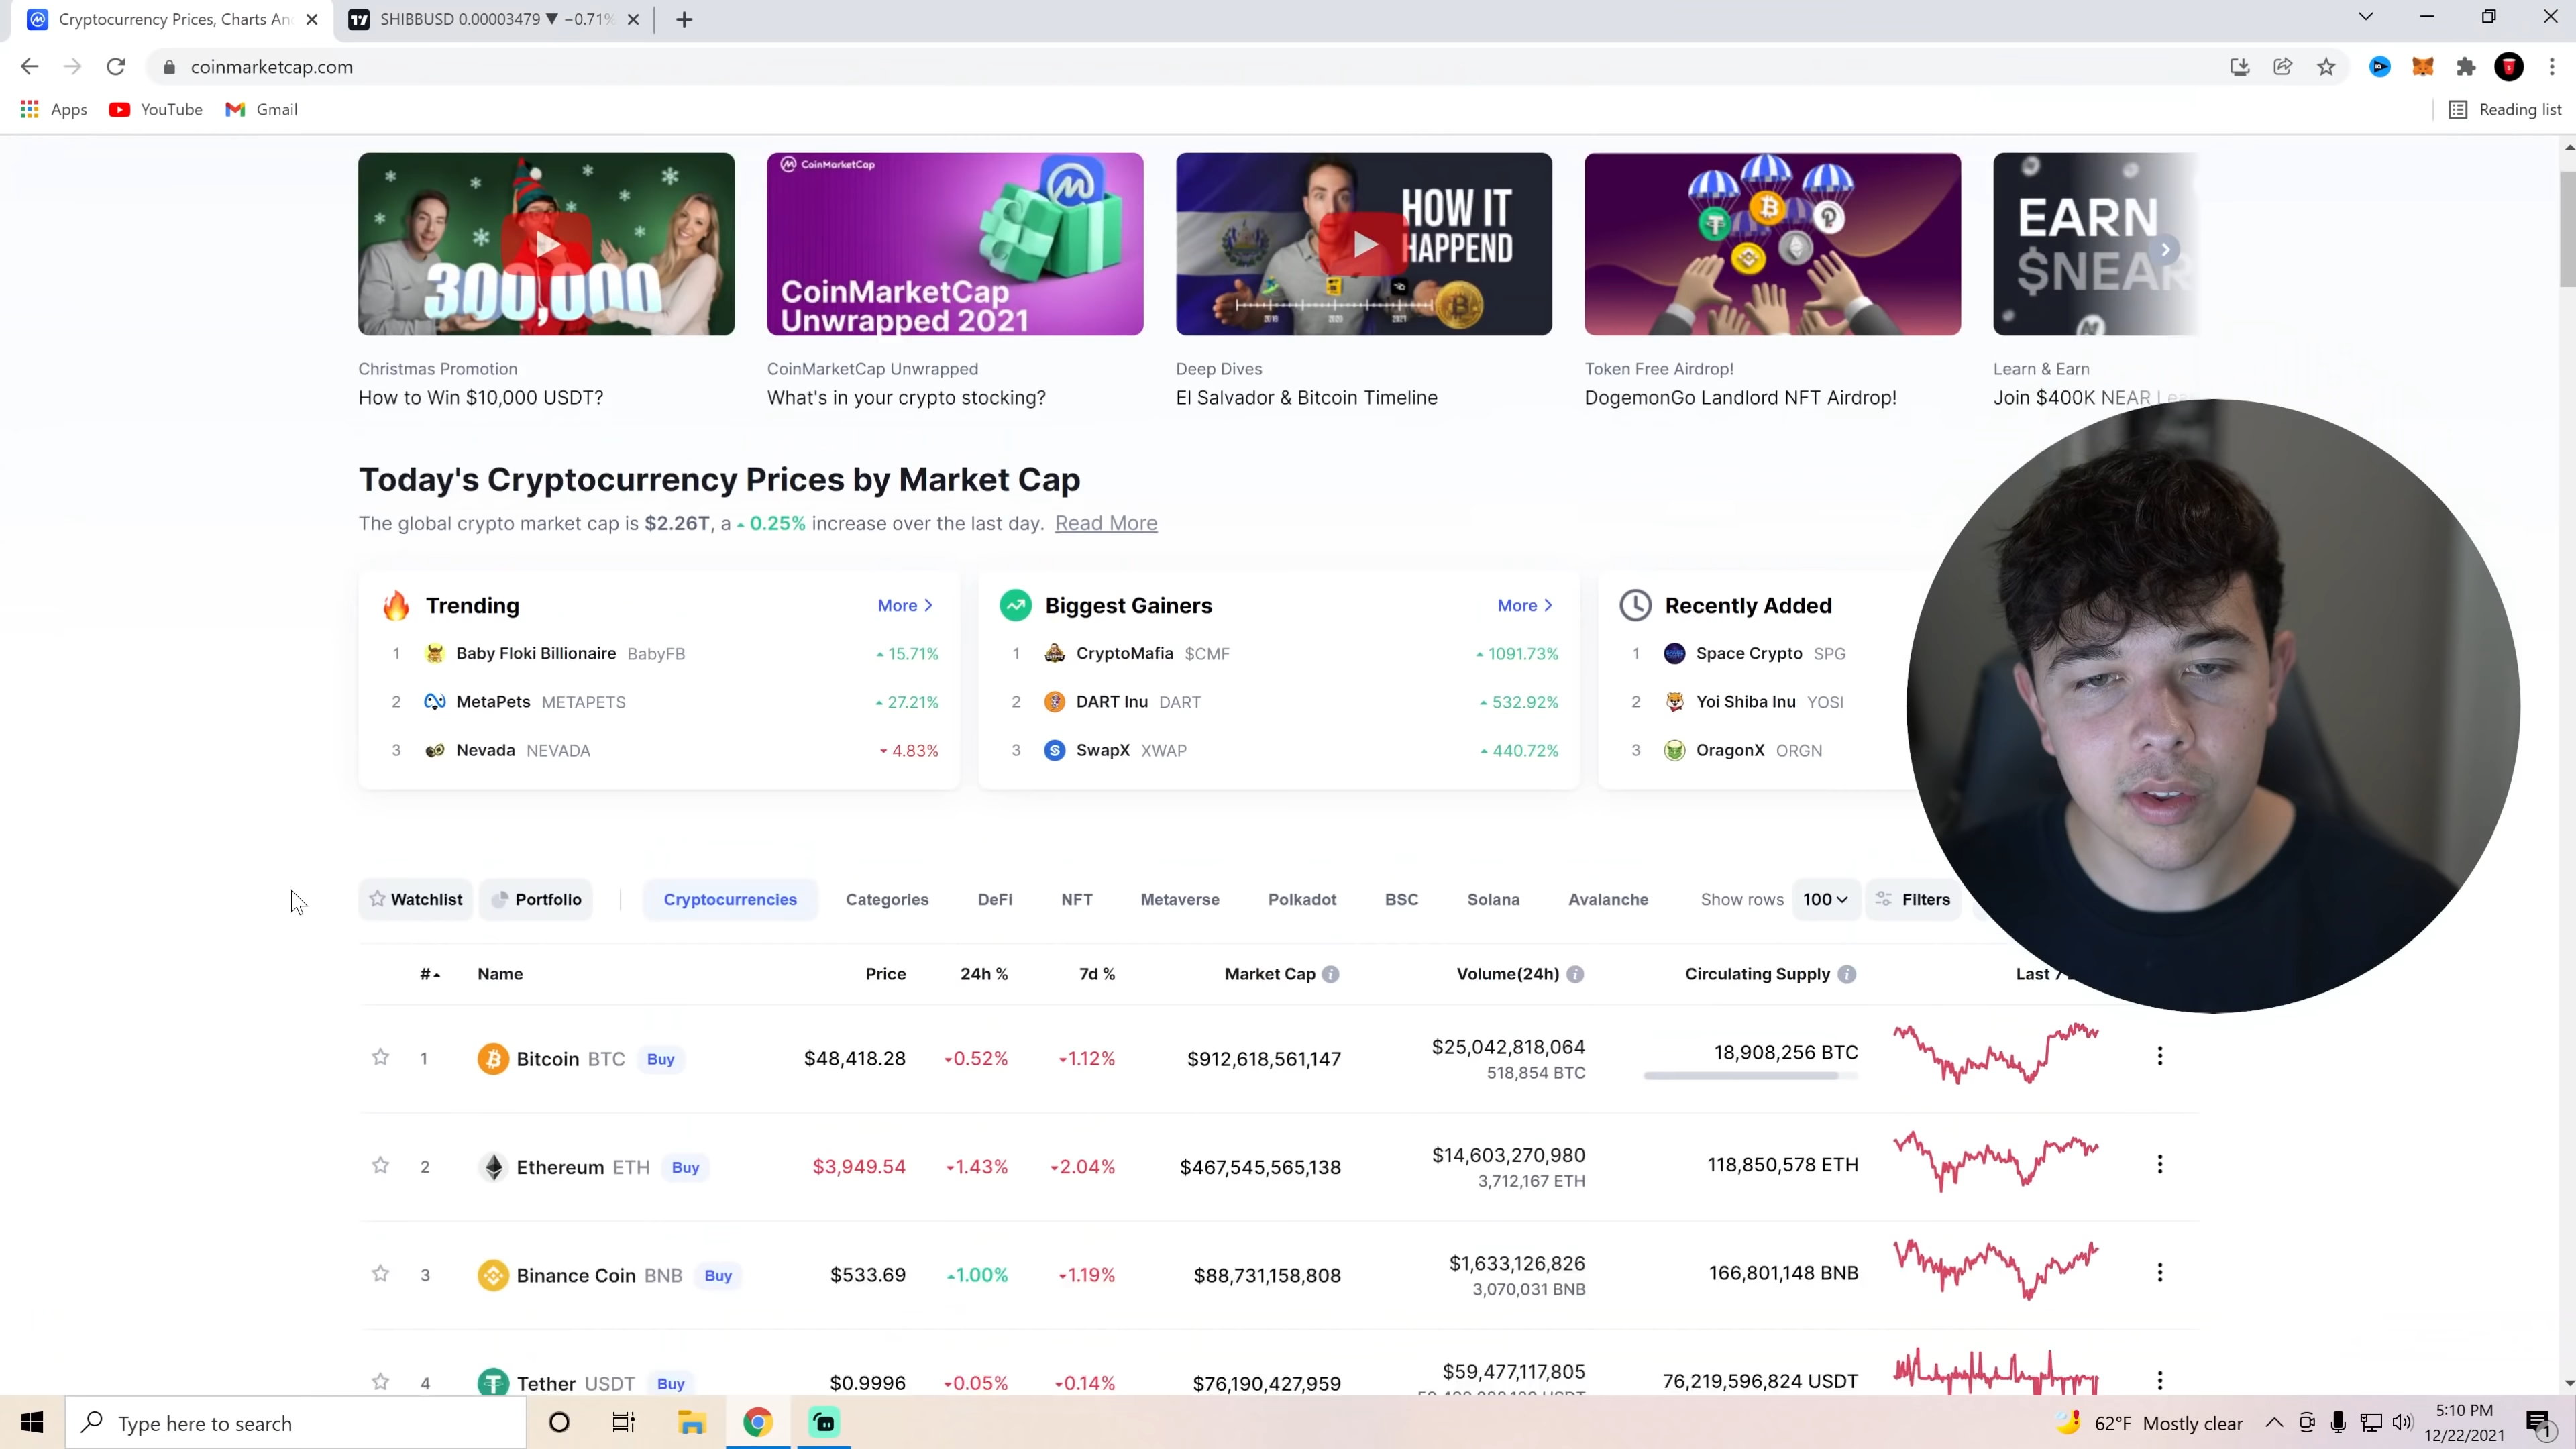 Cryptocurrency Prices, Charts An
SHIBBUSD 0.00003479 ▼ −0.71%
coinmarketcap.com
Apps YouTube Gmail Reading list
300,000
CoinMarketCap
CoinMarketCap
Unwrapped 2021
HOW IT
HAPPEND
EARN
$NEAR
Christmas Promotion
How to Win $10,000 USDT?
CoinMarketCap Unwrapped
What's in your crypto stocking?
Deep Dives
El Salvador & Bitcoin Timeline
Token Free Airdrop!
DogemonGo Landlord NFT Airdrop!
Learn & Earn
Join $400K NEAR Lea
Today's Cryptocurrency Prices by Market Cap
The global crypto market cap is $2.26T, a 0.25% increase over the last day. Read More
Trending More
1 Baby Floki Billionaire BabyFB 15.71%
2 MetaPets METAPETS 27.21%
3 Nevada NEVADA 4.83%
Biggest Gainers More
1 CryptoMafia $CMF 1091.73%
2 DART Inu DART 532.92%
3 SwapX XWAP 440.72%
Recently Added
1 Space Crypto SPG
2 Yoi Shiba Inu YOSI
3 OragonX ORGN
Watchlist Portfolio Cryptocurrencies Categories DeFi NFT Metaverse Polkadot BSC Solana Avalanche Show rows 100 Filters
# Name Price 24h % 7d % Market Cap Volume(24h) Circulating Supply Last 7
1 Bitcoin BTC Buy $48,418.28 0.52% 1.12% $912,618,561,147 $25,042,818,064 18,908,256 BTC
518,854 BTC
2 Ethereum ETH Buy $3,949.54 1.43% 2.04% $467,545,565,138 $14,603,270,980 118,850,578 ETH
3,712,167 ETH
3 Binance Coin BNB Buy $533.69 1.00% 1.19% $88,731,158,808 $1,633,126,826 166,801,148 BNB
3,070,031 BNB
4 Tether USDT Buy $0.9996 0.05% 0.14% $76,190,427,959 $59,477,117,805 76,219,596,824 USDT
Type here to search
62°F Mostly clear
5:10 PM
12/22/2021
1